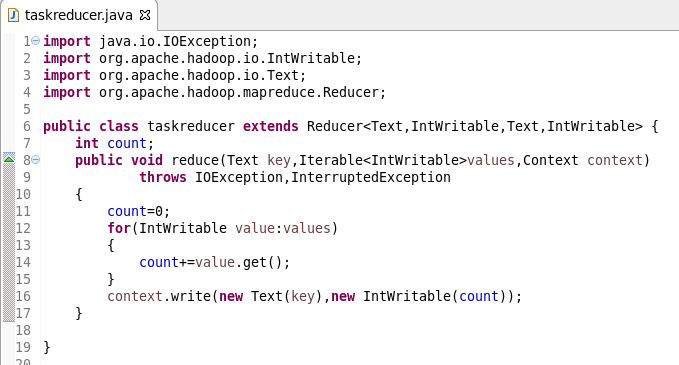 taskreducer.java
1 import java.io.IOException;
2 import org.apache.hadoop.io.IntWritable;
3 import org.apache.hadoop.io.Text;
4 import org.apache.hadoop.mapreduce.Reducer;
5
6 public class taskreducer extends Reducer<Text,IntWritable,Text,IntWritable> {
7     int count;
8     public void reduce(Text key,Iterable<IntWritable>values,Context context)
9             throws IOException,InterruptedException
10     {
11         count=0;
12         for(IntWritable value:values)
13         {
14             count+=value.get();
15         }
16         context.write(new Text(key),new IntWritable(count));
17     }
18
19 }
20